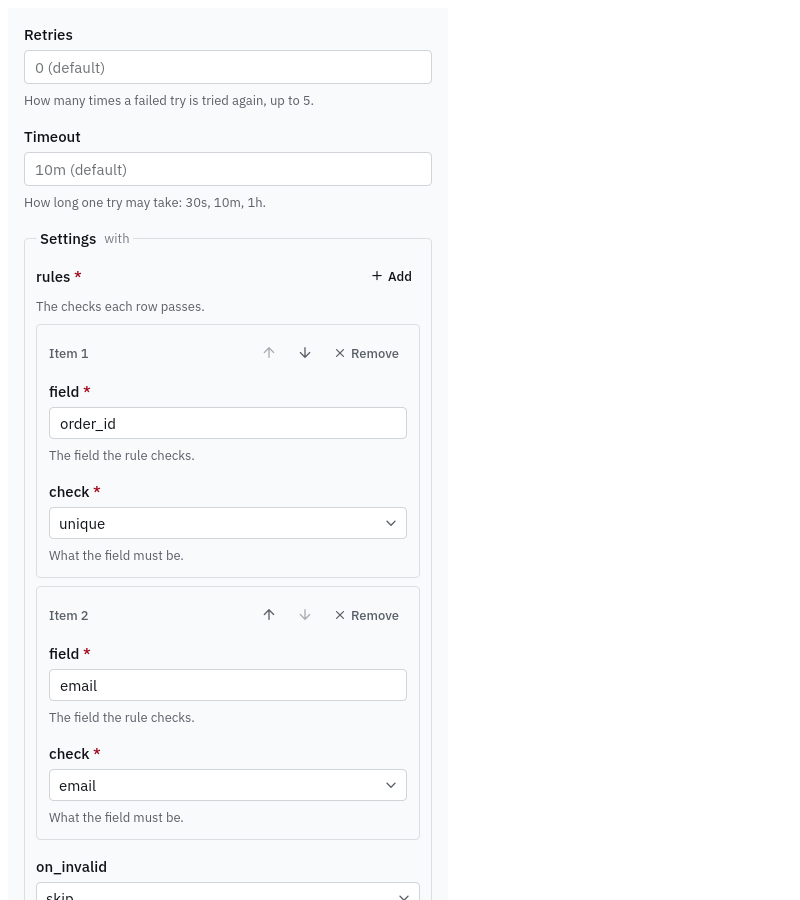 Retries
0 (default)
How many times a failed try is tried again, up to 5.
Timeout
10m (default)
How long one try may take: 30s, 10m, 1h.
Settings with
rules * + Add
The checks each row passes.
Item 1 ↑ ↓ × Remove
field *
order_id
The field the rule checks.
check *
unique
What the field must be.
Item 2 ↑ ↓ × Remove
field *
email
The field the rule checks.
check *
email
What the field must be.
on_invalid
skip